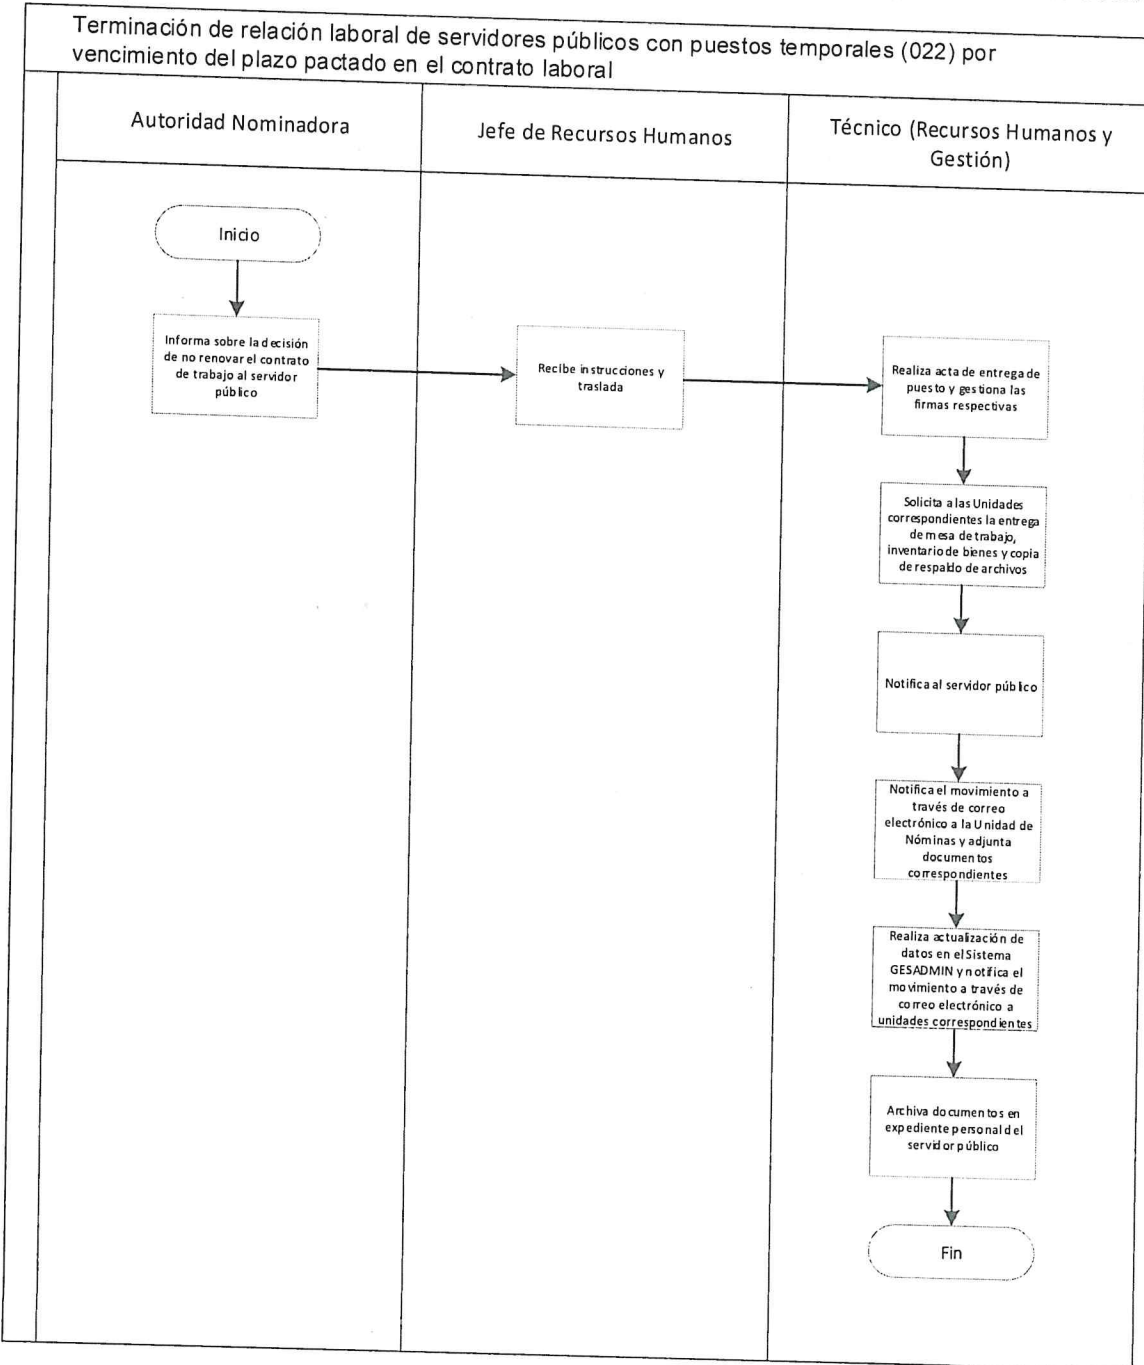 Terminación de relación laboral de servidores públicos con puestos temporales (022) por
vencimiento del plazo pactado en el contrato laboral
Autoridad Nominadora
Jefe de Recursos Humanos
Técnico (Recursos Humanos y
Gestión)
Inicio
Informa sobre la decisión
de no renovar el contrato
de trabajo al servidor
público
Recibe instrucciones y
traslada
Realiza acta de entrega de
puesto y gestiona las
firmas respectivas
Solicita a las Unidades
correspondientes la entrega
de mesa de trabajo,
inventario de bienes y copia
de respaldo de archivos
Notifica al servidor público
Notifica el movimiento a
través de correo
electrónico a la Unidad de
Nóminas y adjunta
documentos
correspondientes
Realiza actualización de
datos en el Sistema
GESADMIN y notifica el
movimiento a través de
correo electrónico a
unidades correspondientes
Archiva documentos en
expediente personal del
servidor público
Fin